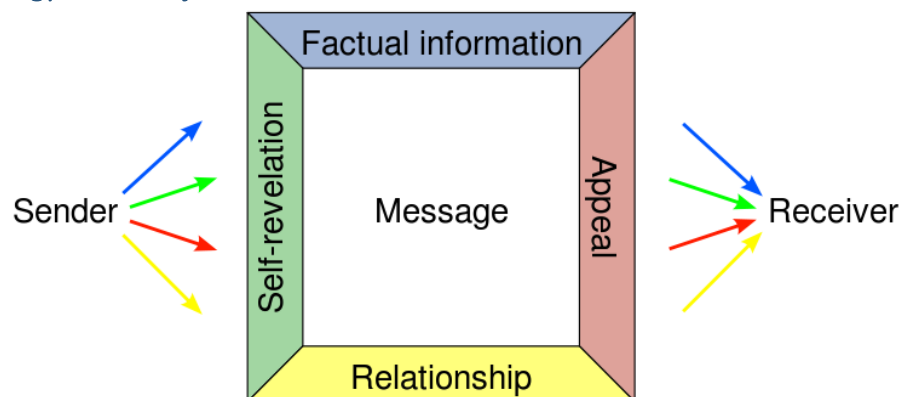 Factual information
Self-revelation
Sender
Message
Appeal
Receiver
Relationship